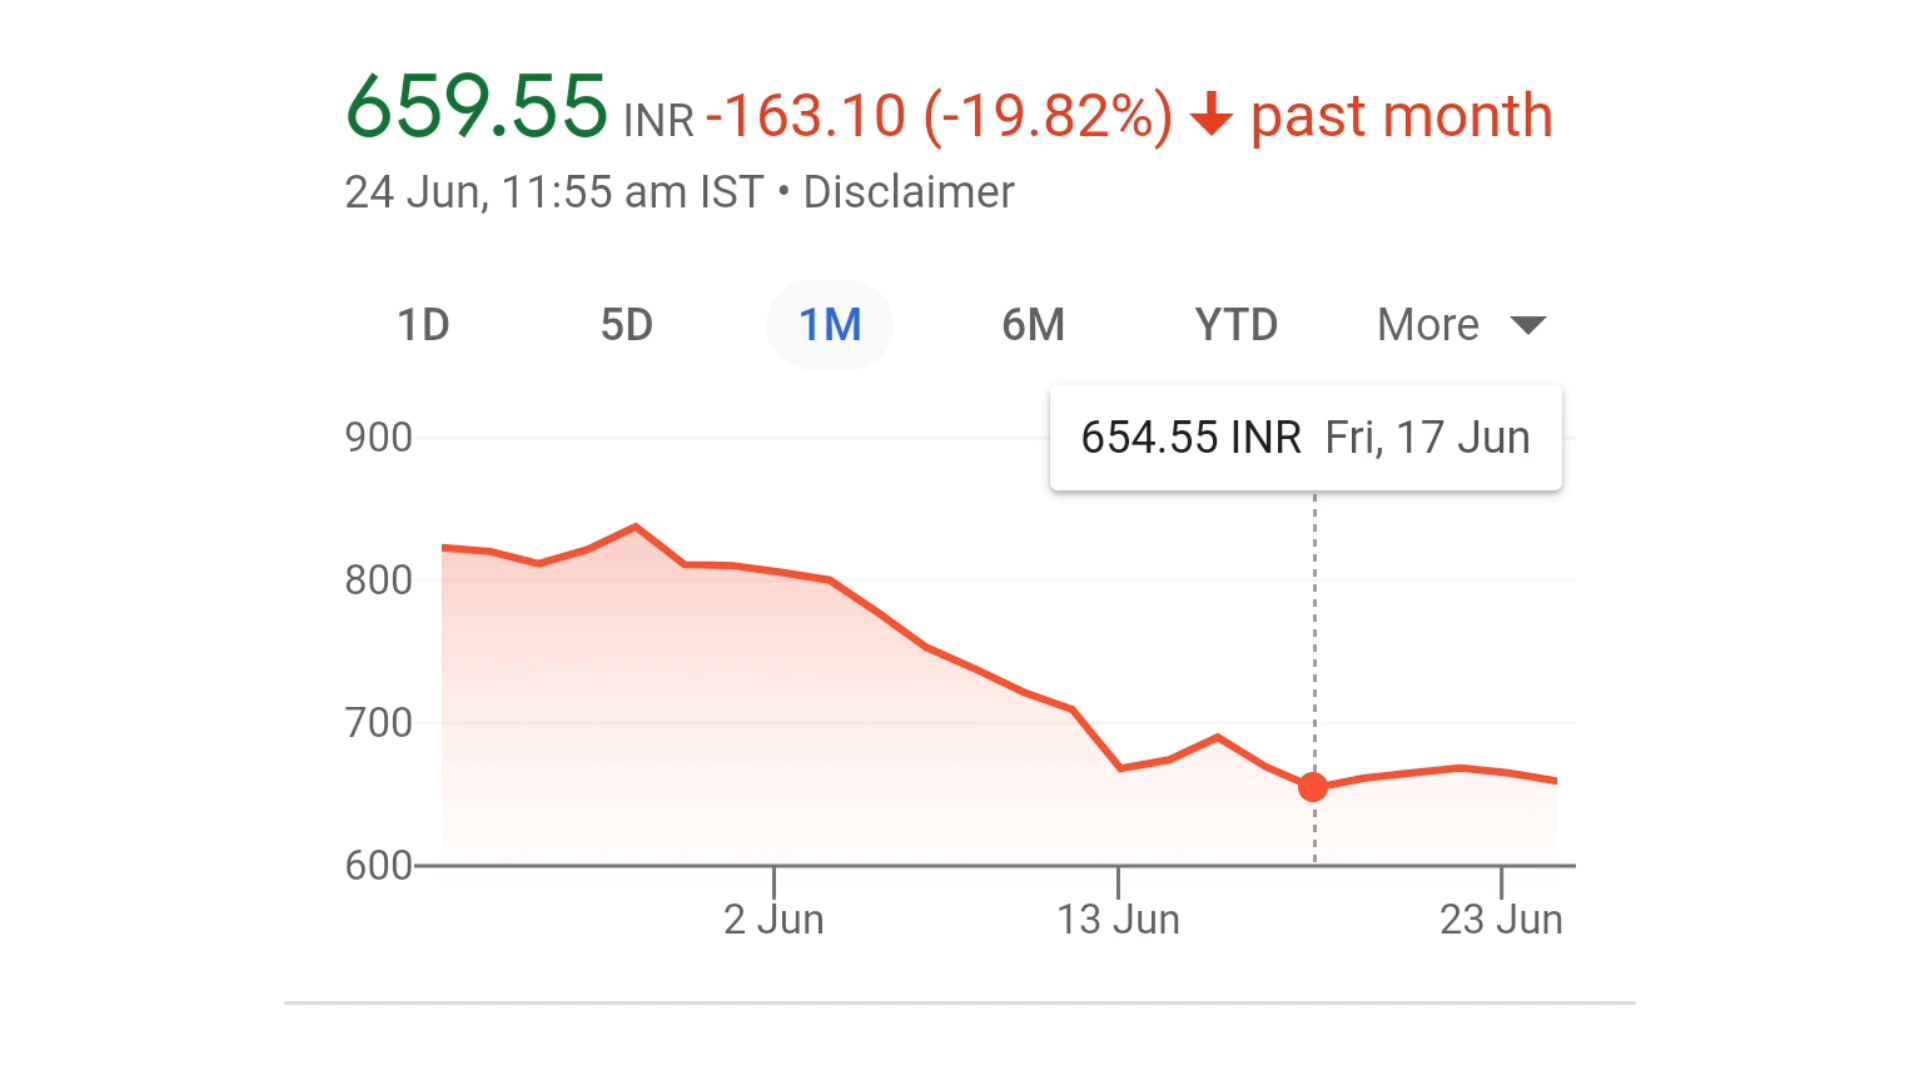 659.55 INR -163.10 (-19.82%) ↓ past month
24 Jun, 11:55 am IST • Disclaimer
1D 5D 1M 6M YTD More
654.55 INR Fri, 17 Jun
900
800
700
600
2 Jun 13 Jun 23 Jun